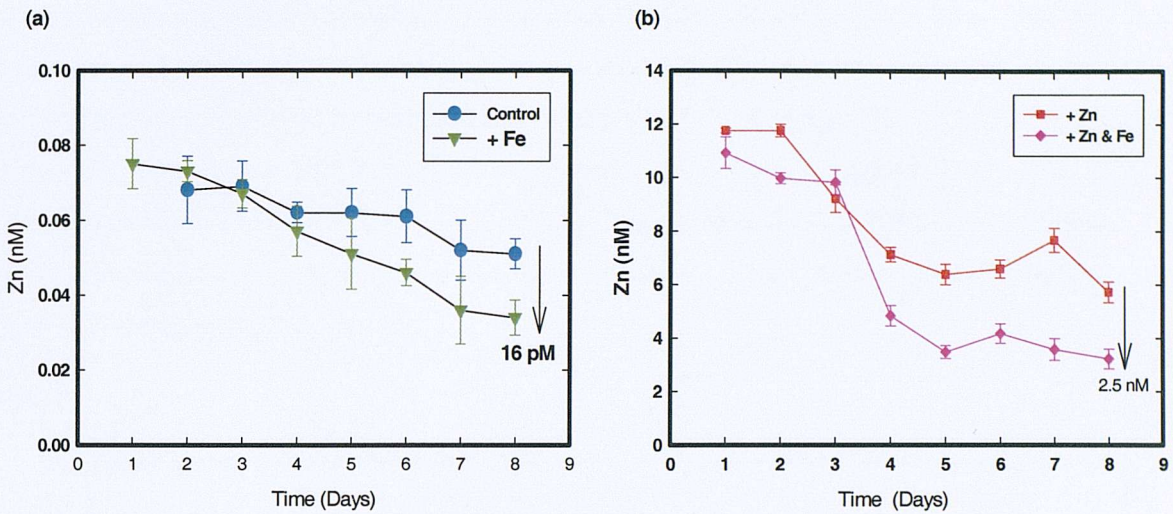 (a)
0.10
0.08
0.06
0.04
0.02
0.00
Zn (nM)
0 1 2 3 4 5 6 7 8 9
Time (Days)
Control
+ Fe
16 pM
(b)
14
12
10
8
6
4
2
0
Zn (nM)
0 1 2 3 4 5 6 7 8 9
Time (Days)
+ Zn
+ Zn & Fe
2.5 nM